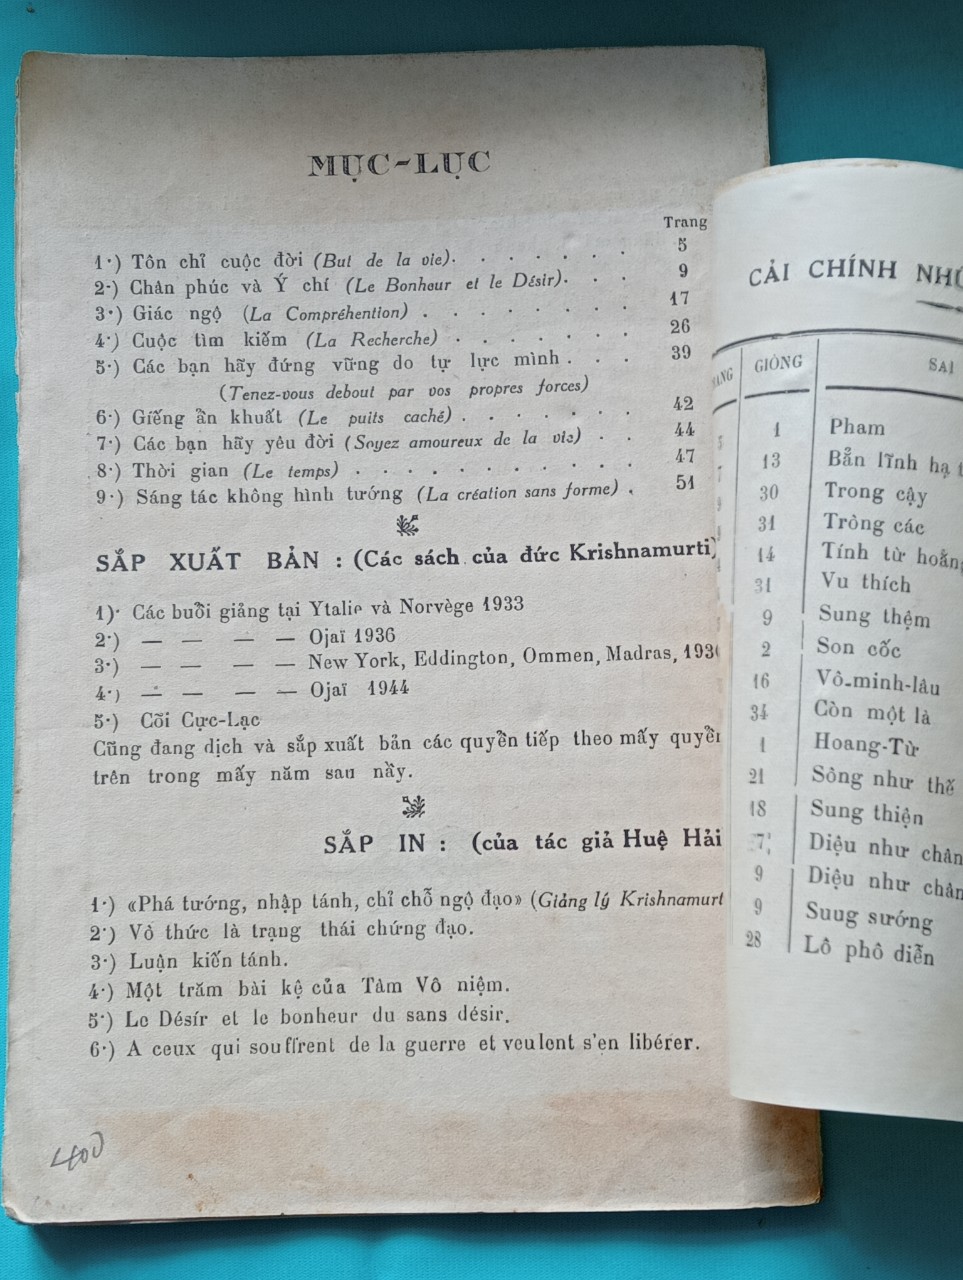 MỤC-LỤC
Trang
1·) Tôn chỉ cuộc đời (But de la vie). . . . . . . 5
2·) Chân phúc và Ý chí (Le Bonheur et le Désir). . . 9
3·) Giác ngộ (La Compréhention) . . . . . . . . 17
4·) Cuộc tìm kiếm (La Recherche) . . . . . . . 26
5·) Các bạn hãy đứng vững do tự lực mình . . . 39
(Tenez-vous debout par vos propres forces)
6·) Giếng ẩn khuất (Le puits caché) . . . . . . . 42
7·) Các bạn hãy yêu đời (Soyez amoureux de la vie) . . 44
8·) Thời gian (Le temps) . . . . . . . . . . 47
9·) Sáng tác không hình tướng (La création sans forme) . 51
SẮP XUẤT BẢN : (Các sách của đức Krishnamurti)
1)· Các buổi giảng tại Ytalie và Norvège 1933
2·) — — — — Ojaï 1936
3·) — — — — New York, Eddington, Ommen, Madras,
4·) — — — — Ojaï 1944
5·) Cõi Cực-Lạc
Cũng đang dịch và sắp xuất bản các quyển tiếp theo mấy
trên trong mấy năm sau nầy.
SẮP IN : (của tác giả Huệ Hải
1·) «Phá tướng, nhập tánh, chỉ chỗ ngộ đạo» (Giảng lý Krishnamurt
2·) Vỏ thức là trạng thái chứng đạo.
3·) Luận kiến tánh.
4·) Một trăm bài kệ của Tâm Vô niệm.
5·) Le Désir et le bonheur du sans désir.
6·) A ceux qui souffrent de la guerre et veulent s'en libérer.
400
CẢI CHÍNH
GIÒNG SAI
1 Pham
13 Bẳn lĩnh hạ
30 Trong cậy
31 Tròng các
14 Tính từ hoằng
31 Vu thích
9 Sung thệm
2 Son cốc
16 Vô-minh-lâu
34 Còn một là
1 Hoang-Từ
21 Sòng như thế
18 Sung thiện
7 Diệu như chân
9 Diệu như chân
9 Suug sướng
28 Lô phô diễn